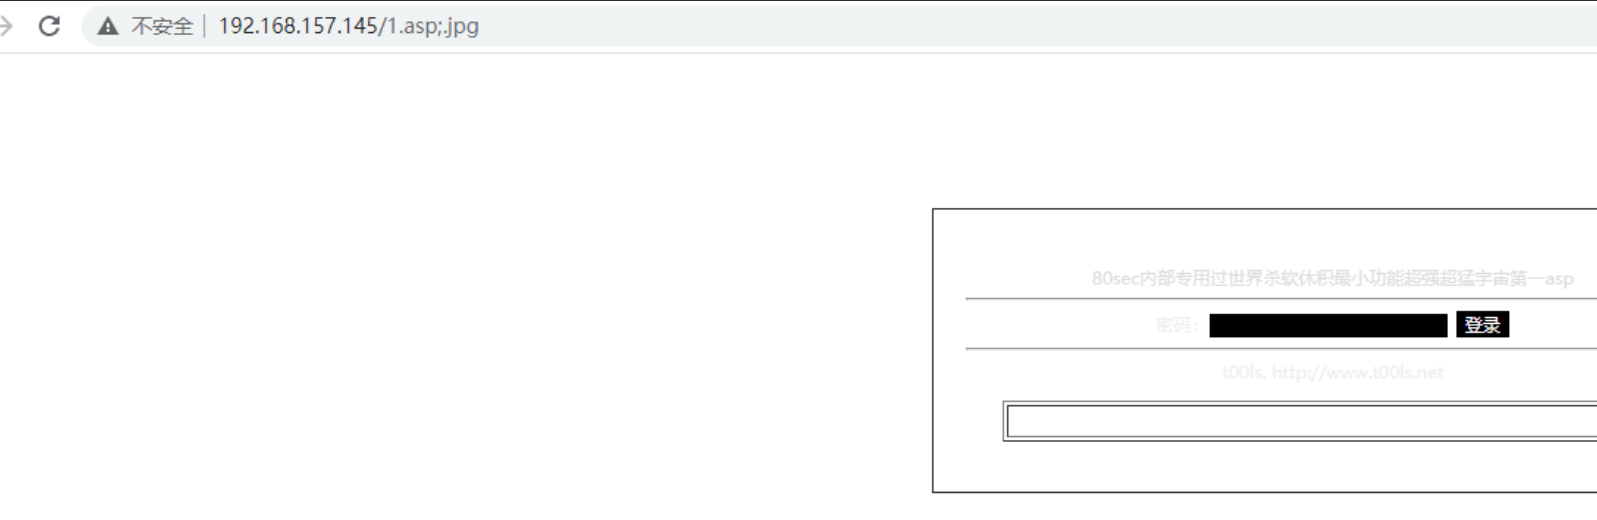 不安全 192.168.157.145/1.asp;.jpg
80sec内部专用过世界杀软休积最小功能超强超猛宇宙第一asp
密码: 登录
t00ls. http://www.t00ls.net